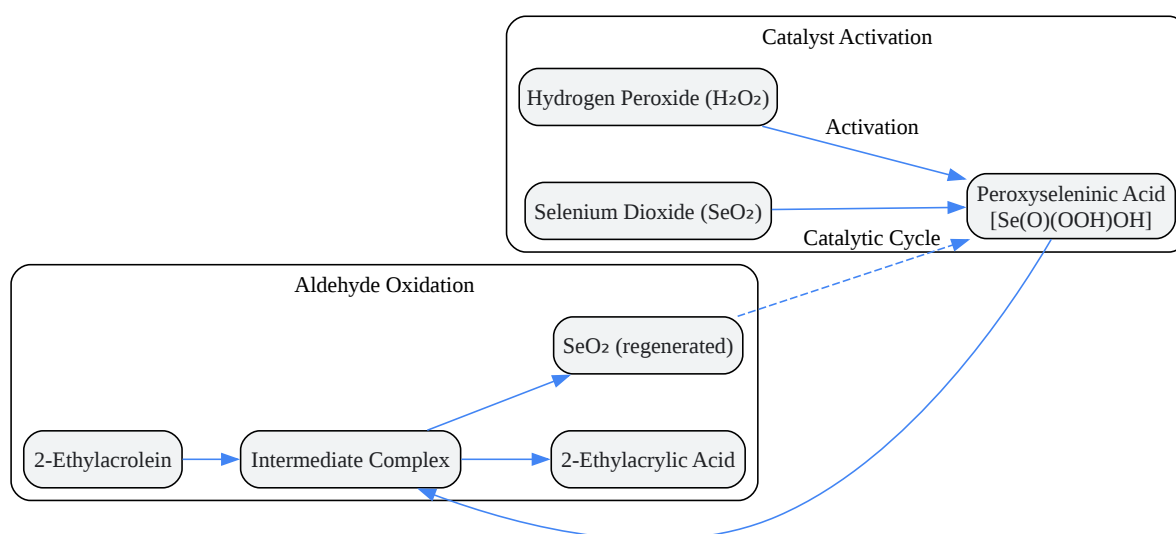 Catalyst Activation
Hydrogen Peroxide (H₂O₂)
Activation
Selenium Dioxide (SeO₂)
Peroxyseleninic Acid
[Se(O)(OOH)OH]
Catalytic Cycle
Aldehyde Oxidation
SeO₂ (regenerated)
2-Ethylacrolein
Intermediate Complex
2-Ethylacrylic Acid